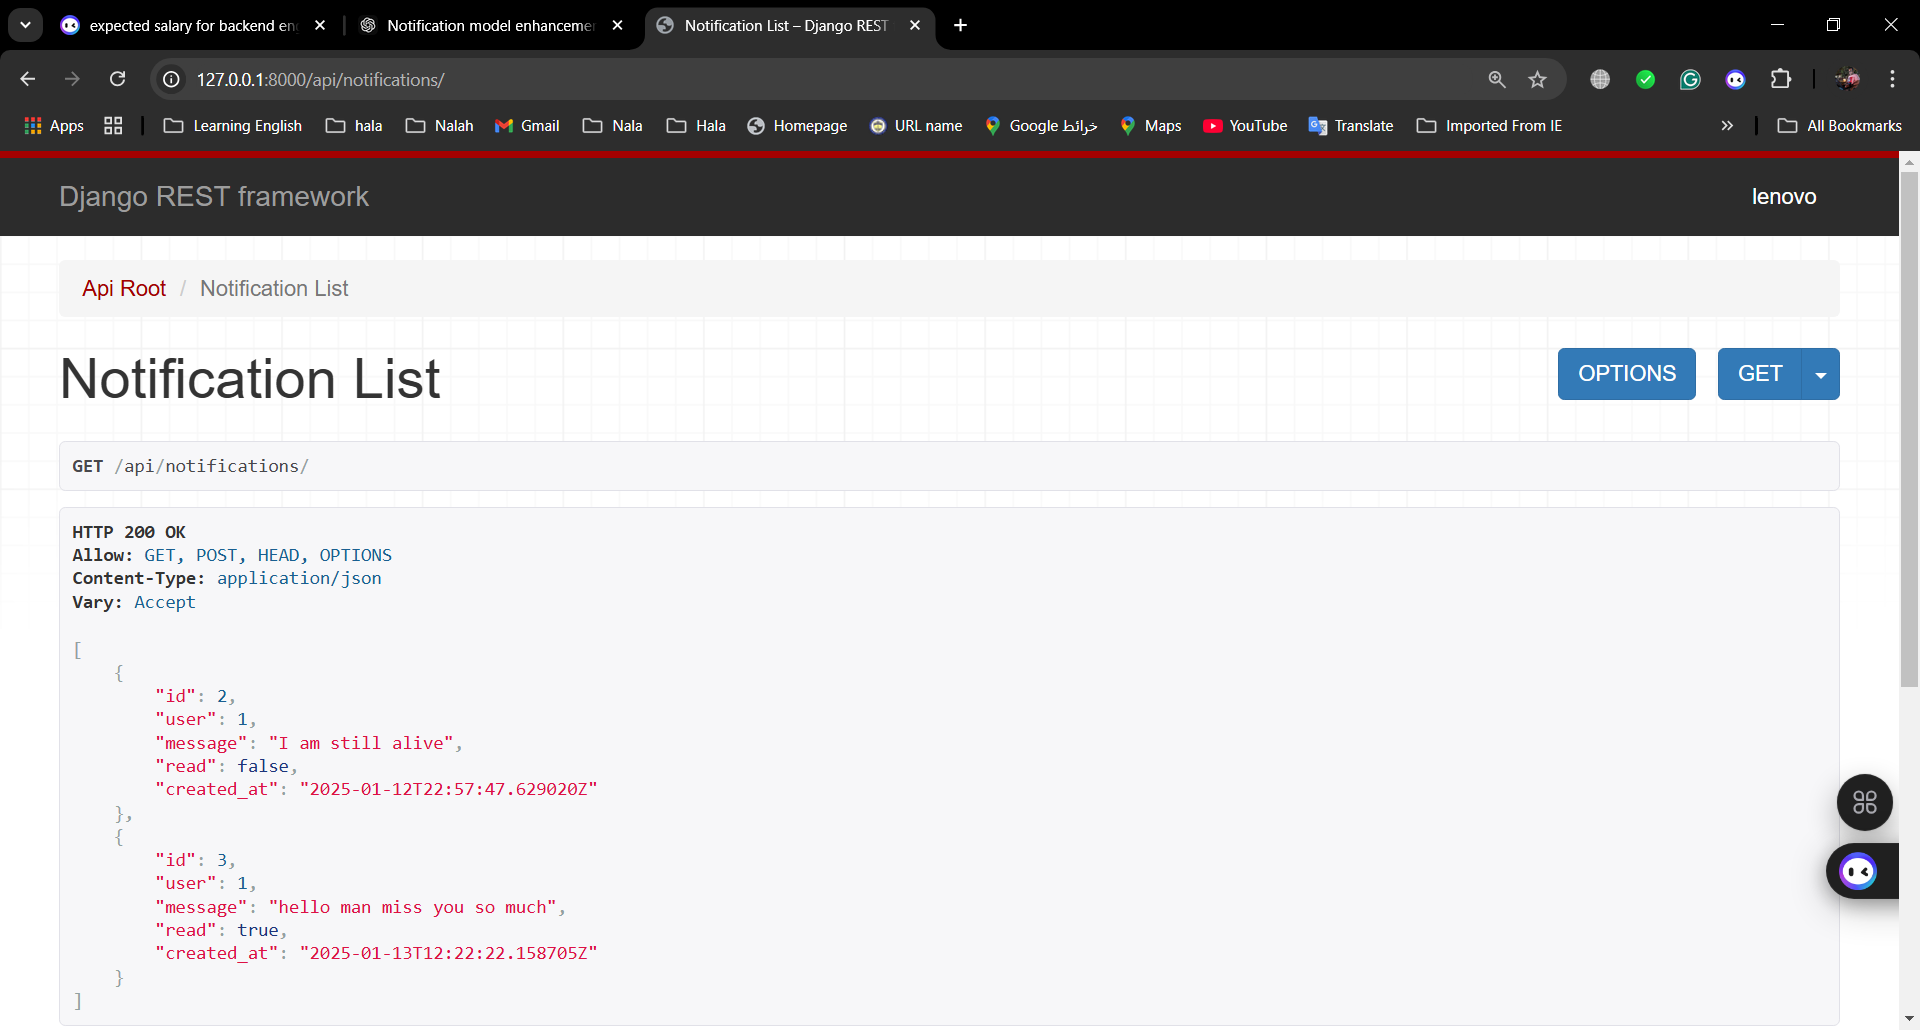 expected salary for backend en
Notification model enhancemen
Notification List – Django REST
127.0.0.1:8000/api/notifications/
Apps
Learning English
hala
Nalah
Gmail
Nala
Hala
Homepage
URL name
Google خرائط
Maps
YouTube
Translate
Imported From IE
»
All Bookmarks
Django REST framework
lenovo
Api Root / Notification List
Notification List
OPTIONS
GET
GET /api/notifications/
HTTP 200 OK
Allow: GET, POST, HEAD, OPTIONS
Content-Type: application/json
Vary: Accept
[
    {
        "id": 2,
        "user": 1,
        "message": "I am still alive",
        "read": false,
        "created_at": "2025-01-12T22:57:47.629020Z"
    },
    {
        "id": 3,
        "user": 1,
        "message": "hello man miss you so much",
        "read": true,
        "created_at": "2025-01-13T12:22:22.158705Z"
    }
]